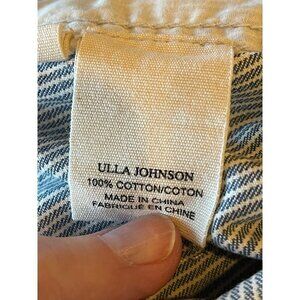 ULLA JOHNSON
100% COTTON/COTON
MADE IN CHINA
FABRIQUÉ EN CHINE